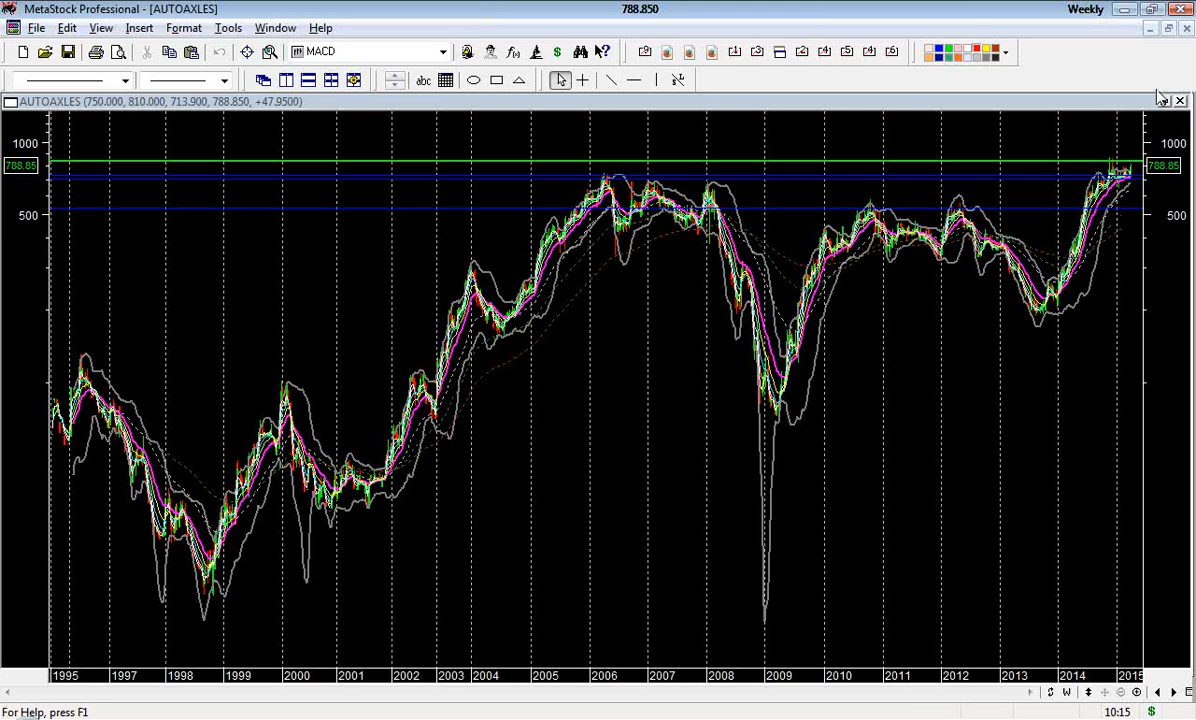 MetaStock Professional - [AUTOAXLES] 788.850 Weekly
File Edit View Insert Format Tools Window Help
MACD
abc
AUTOAXLES (750.000, 810.000, 713.900, 788.850, +47.9500)
1000 1000
788.85 788.85
500 500
1995 1997 1998 1999 2000 2001 2002 2003 2004 2005 2006 2007 2008 2009 2010 2011 2012 2013 2014 2015
W
For Help, press F1 10:15 $